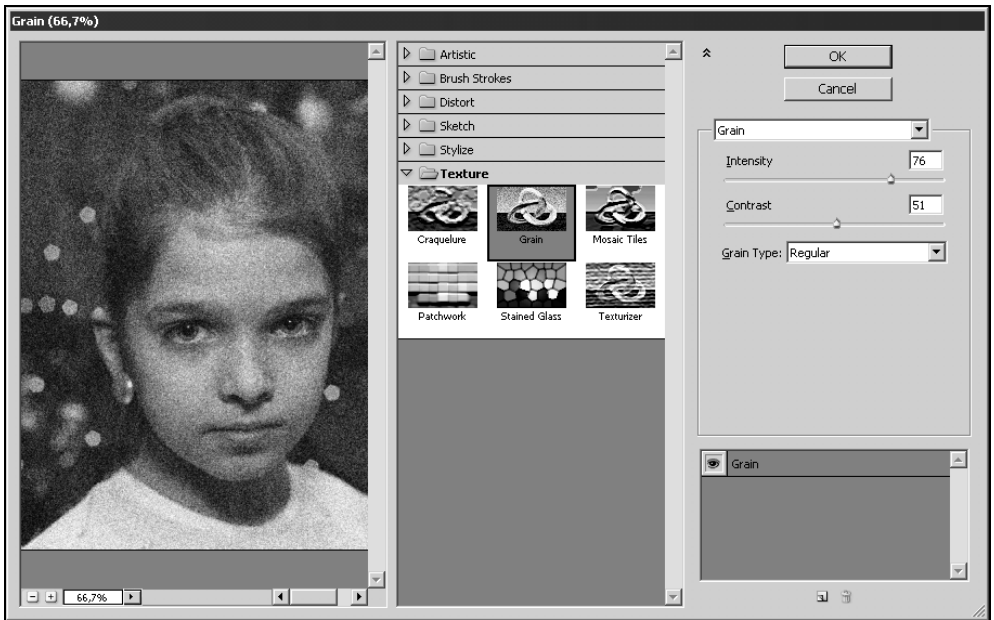 Grain (66,7%)
Artistic
Brush Strokes
Distort
Sketch
Stylize
Texture
Craquelure
Grain
Mosaic Tiles
Patchwork
Stained Glass
Texturizer
66,7%
OK
Cancel
Grain
Intensity 76
Contrast 51
Grain Type: Regular
Grain